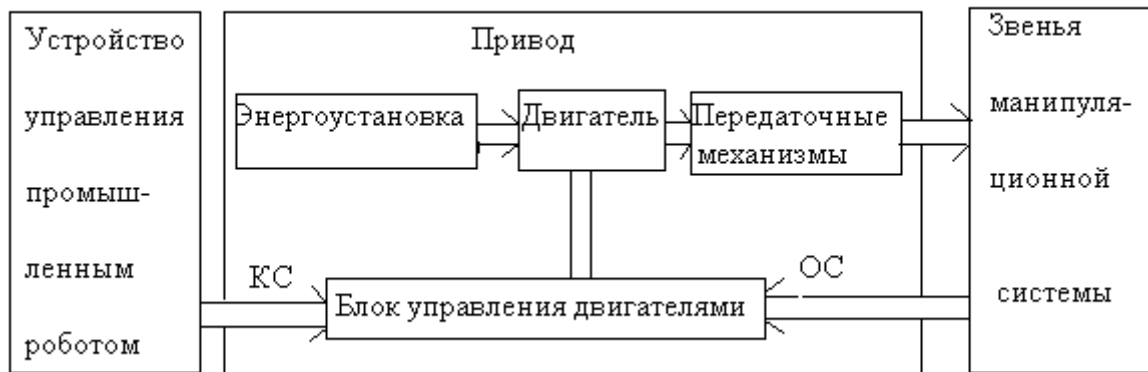 Устройство
управления
промыш-
ленным
роботом
Привод
Энергоустановка
Двигатель
Передаточные
механизмы
КС
ОС
Блок управления двигателями
Звенья
манипуля-
ционной
системы